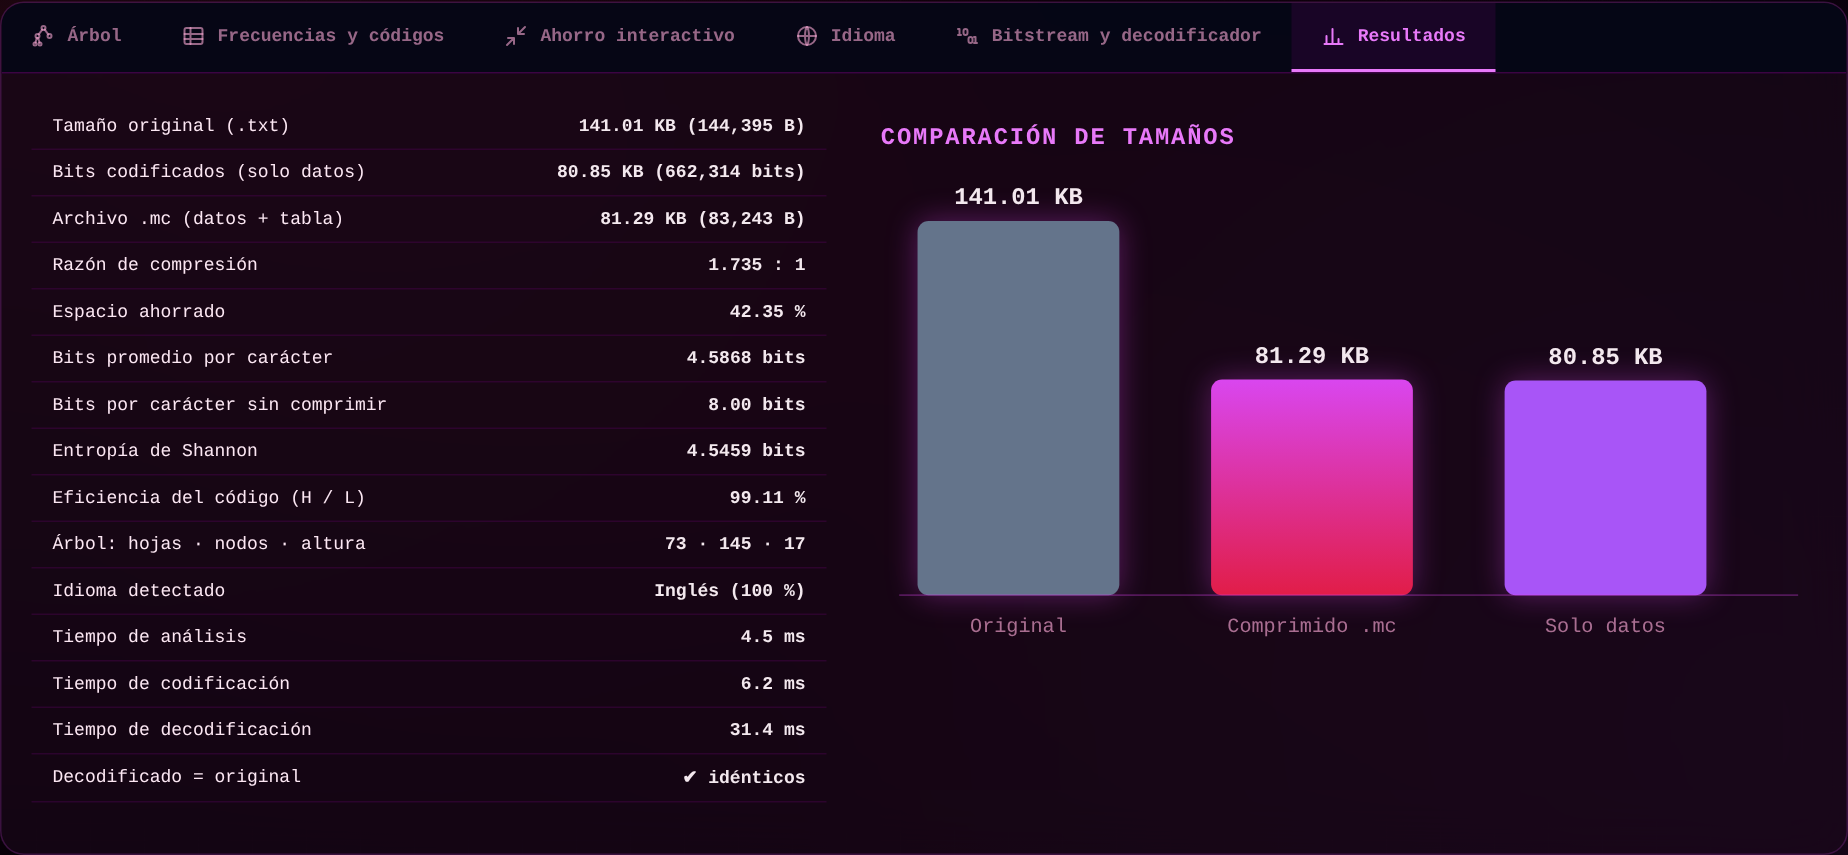 Árbol Frecuencias y códigos Ahorro interactivo Idioma 10 01 Bitstream y decodificador Resultados
Tamaño original (.txt) 141.01 KB (144,395 B)
Bits codificados (solo datos) 80.85 KB (662,314 bits)
Archivo .mc (datos + tabla) 81.29 KB (83,243 B)
Razón de compresión 1.735 : 1
Espacio ahorrado 42.35 %
Bits promedio por carácter 4.5868 bits
Bits por carácter sin comprimir 8.00 bits
Entropía de Shannon 4.5459 bits
Eficiencia del código (H / L) 99.11 %
Árbol: hojas · nodos · altura 73 · 145 · 17
Idioma detectado Inglés (100 %)
Tiempo de análisis 4.5 ms
Tiempo de codificación 6.2 ms
Tiempo de decodificación 31.4 ms
Decodificado = original ✔ idénticos
COMPARACIÓN DE TAMAÑOS
141.01 KB
81.29 KB 80.85 KB
Original Comprimido .mc Solo datos